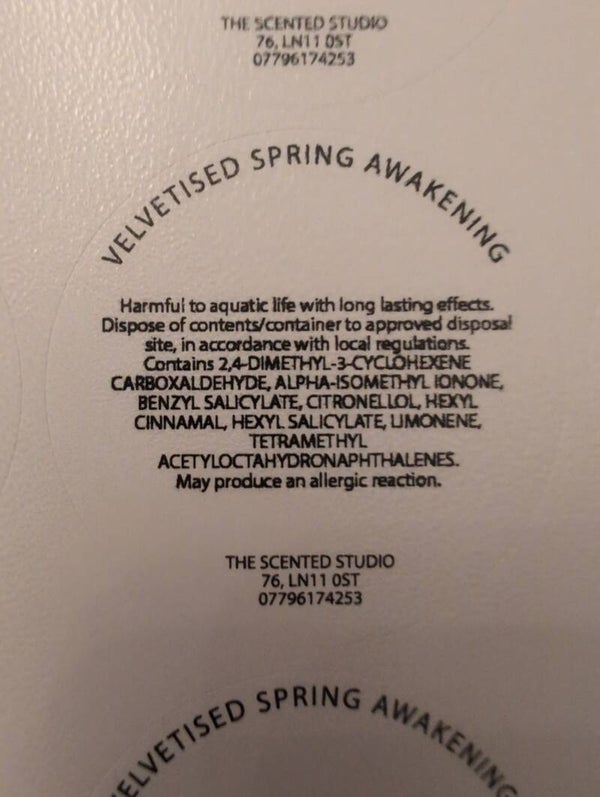 THE SCENTED STUDIO
76, LN11 0ST
07796174253
VELVETISED SPRING AWAKENING
Harmful to aquatic life with long lasting effects.
Dispose of contents/container to approved disposal
site, in accordance with local regulations.
Contains 2,4-DIMETHYL-3-CYCLOHEXENE
CARBOXALDEHYDE, ALPHA-ISOMETHYL IONONE,
BENZYL SALICYLATE, CITRONELLOL, HEXYL
CINNAMAL, HEXYL SALICYLATE, LIMONENE,
TETRAMETHYL
ACETYLOCTAHYDRONAPHTHALENES.
May produce an allergic reaction.
THE SCENTED STUDIO
76, LN11 0ST
07796174253
VELVETISED SPRING AWAKENING